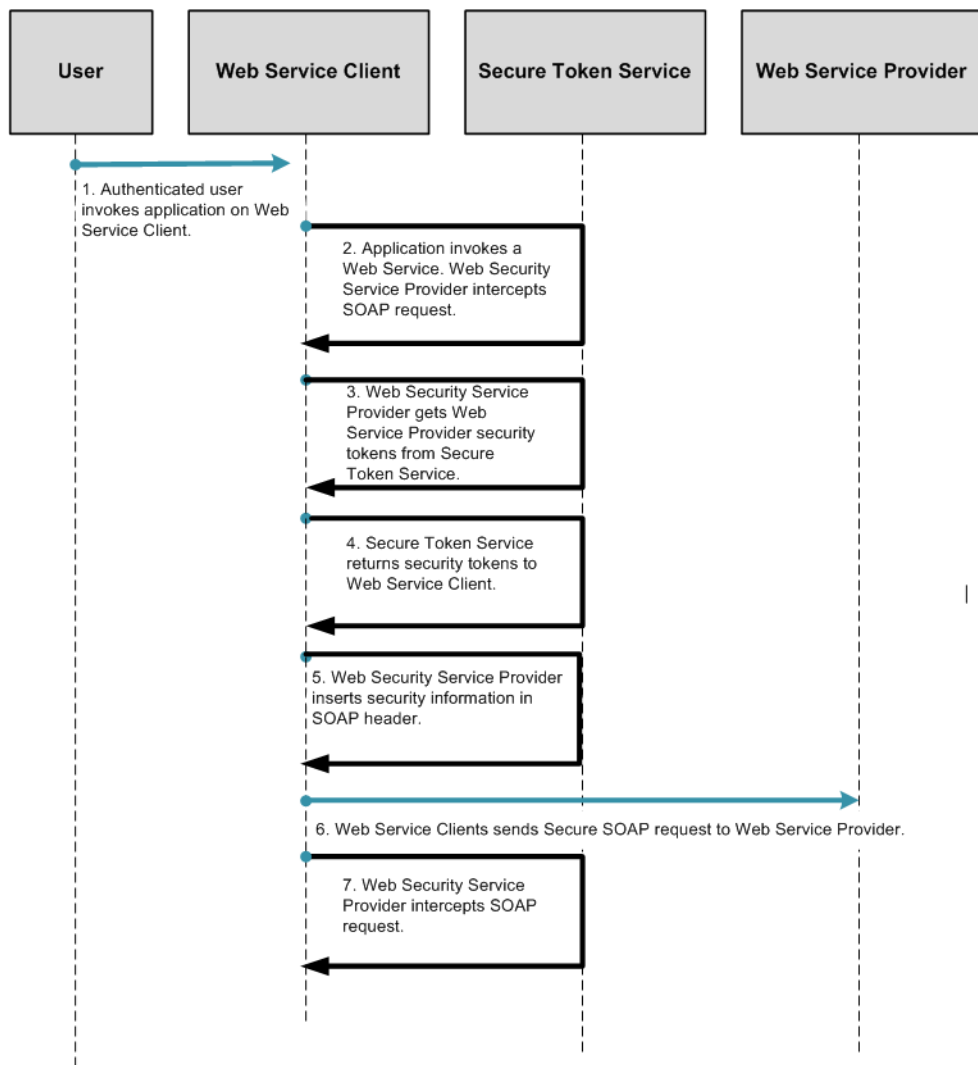 User
Web Service Client
Secure Token Service
Web Service Provider
1. Authenticated user
invokes application on Web
Service Client.
2. Application invokes a
Web Service. Web Security
Service Provider intercepts
SOAP request.
3. Web Security Service
Provider gets Web
Service Provider security
tokens from Secure
Token Service.
4. Secure Token Service
returns security tokens to
Web Service Client.
5. Web Security Service Provider
inserts security information in
SOAP header.
6. Web Service Clients sends Secure SOAP request to Web Service Provider.
7. Web Security Service
Provider intercepts SOAP
request.